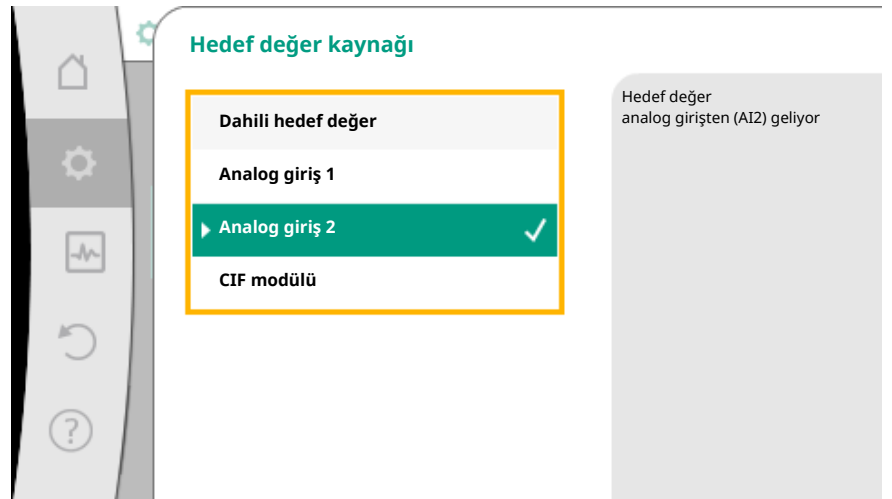 Hedef değer kaynağı
Dahili hedef değer
Analog giriş 1
Analog giriş 2
CIF modülü
Hedef değer
analog girişten (AI2) geliyor